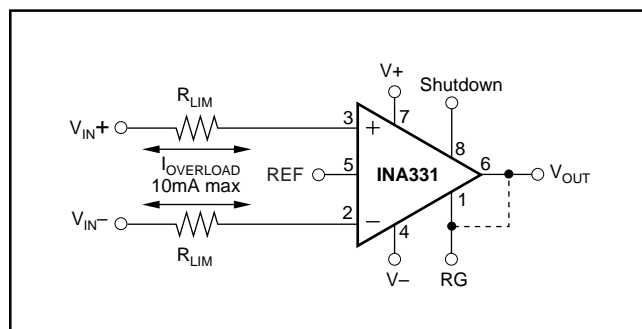 V+
Shutdown
R_LIM
V_IN+
3
+
7
8
I_OVERLOAD
10mA max
REF
5
INA331
6
V_OUT
1
V_IN–
2
–
4
R_LIM
V–
RG